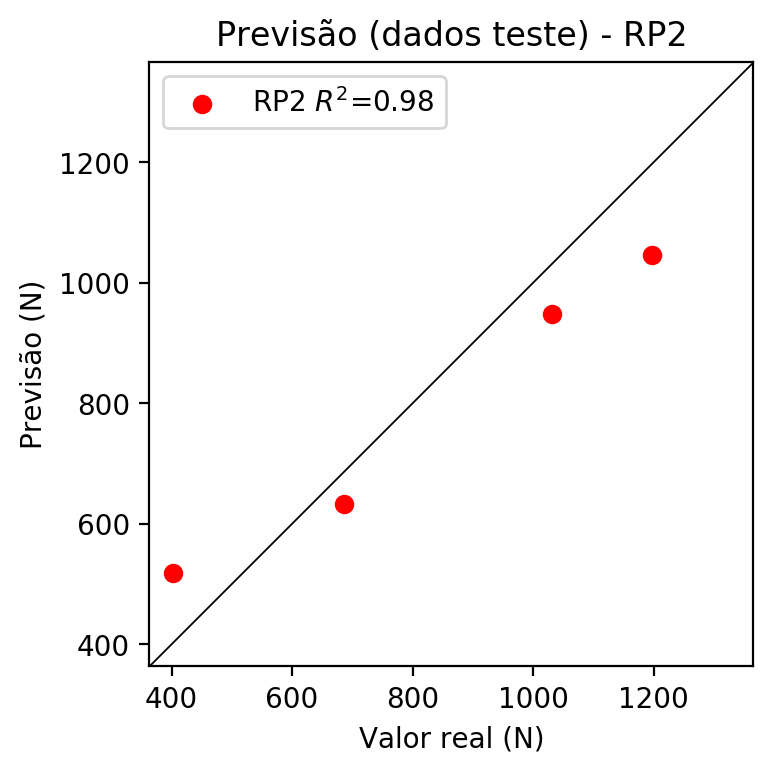 Previsão (dados teste) - RP2
RP2 R²=0.98
1200
1000
800
600
400
Previsão (N)
400 600 800 1000 1200
Valor real (N)